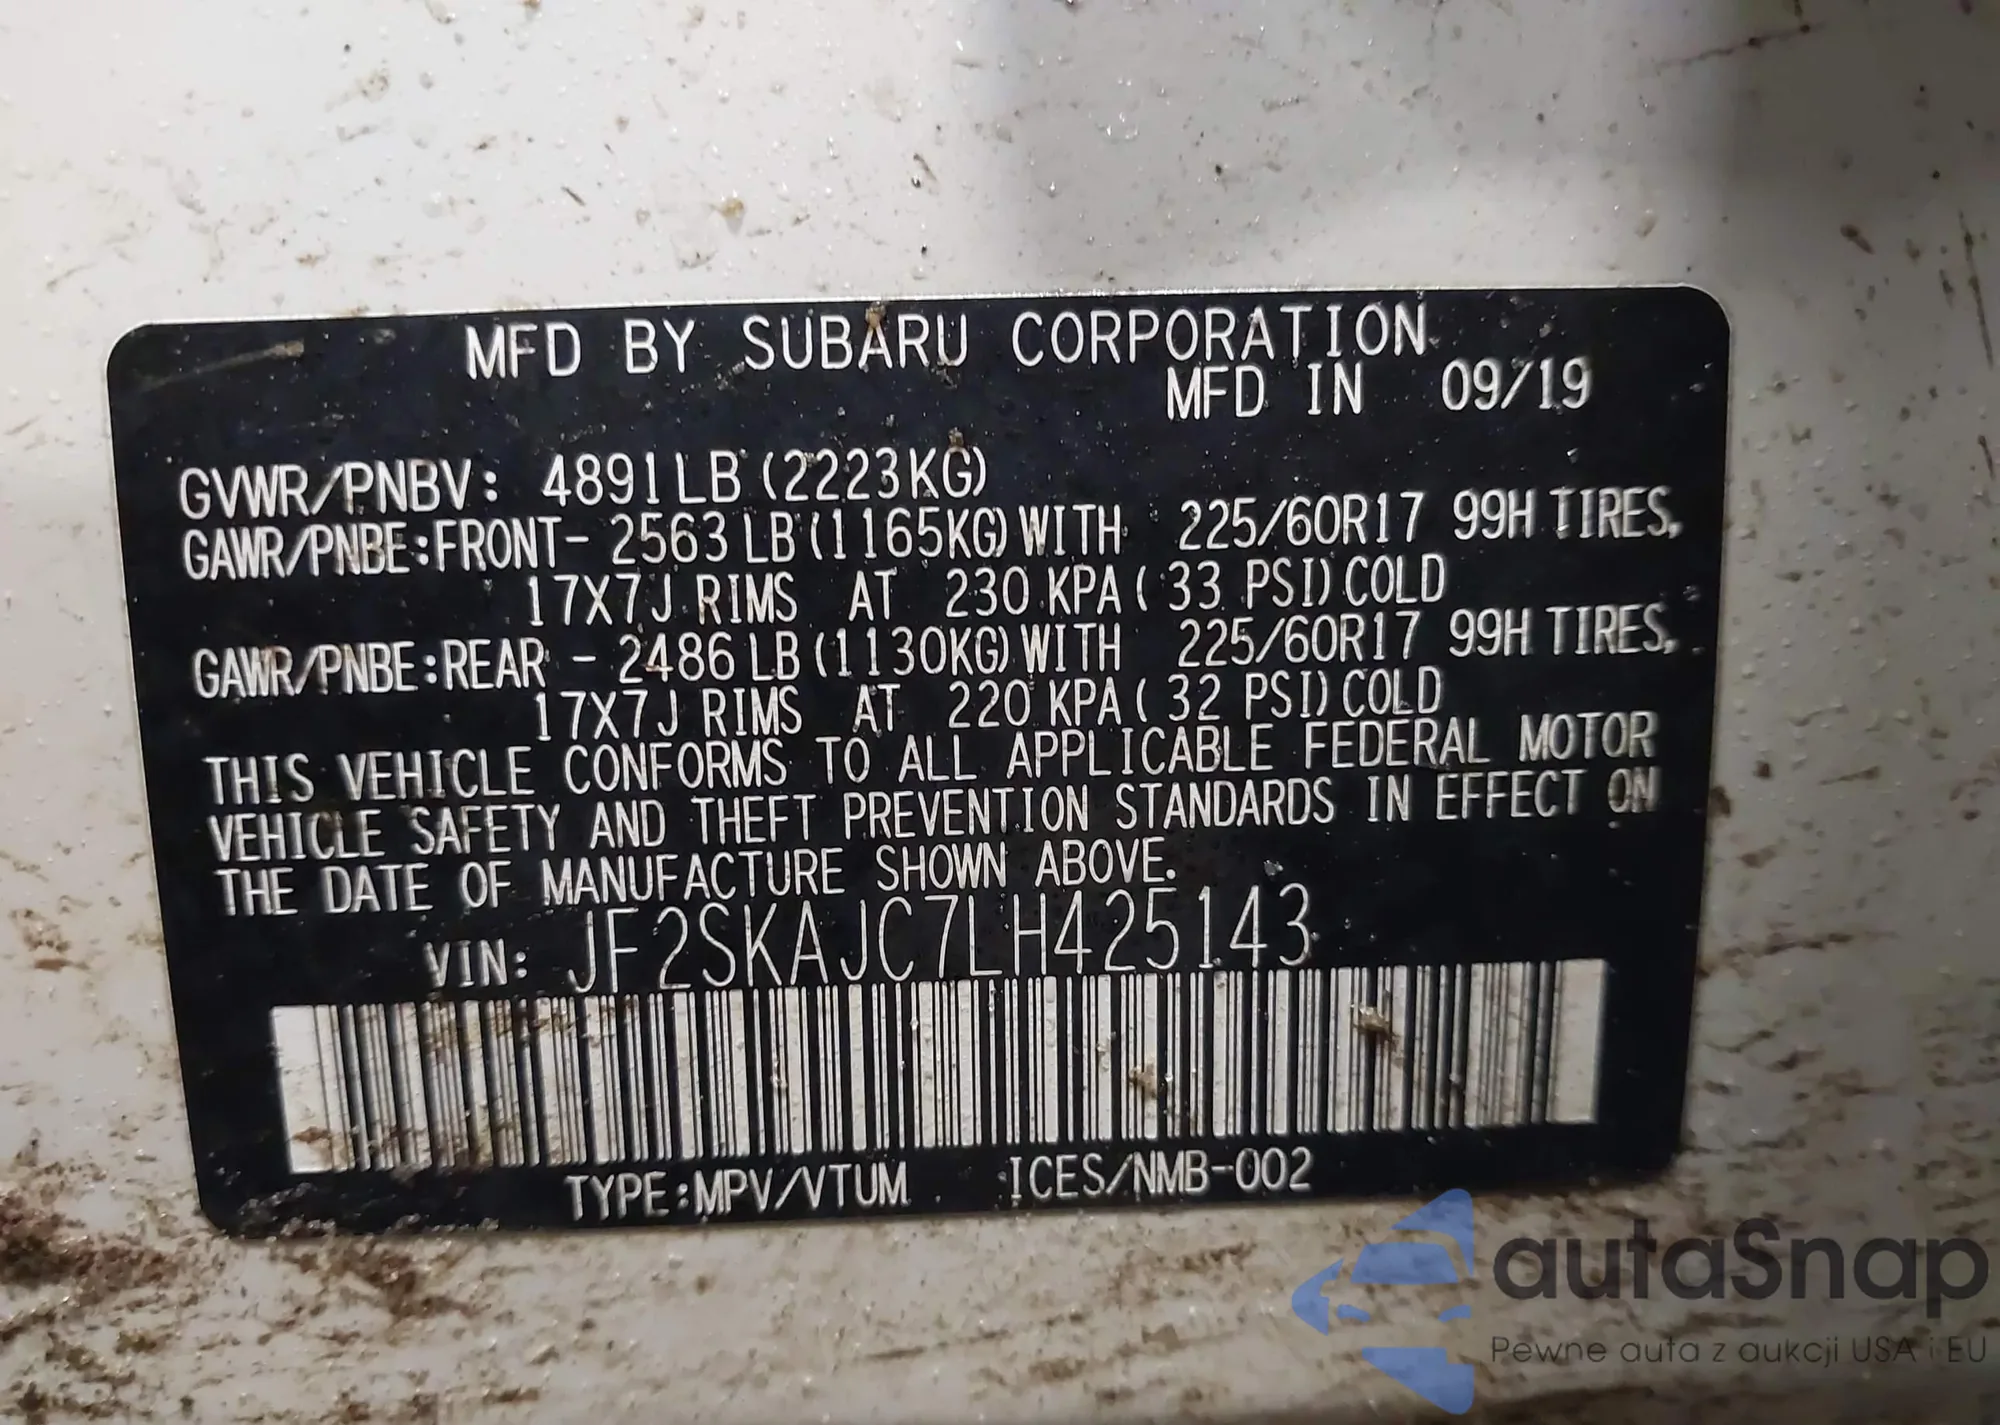 MFD BY SUBARU CORPORATION
MFD IN 09/19
GVWR/PNBV: 4891LB (2223KG)
GAWR/PNBE:FRONT- 2563 LB (1165KG) WITH 225/60R17 99H TIRES,
17X7J RIMS AT 230 KPA ( 33 PSI) COLD
GAWR/PNBE:REAR - 2486 LB (1130KG) WITH 225/60R17 99H TIRES,
17X7J RIMS AT 220 KPA ( 32 PSI) COLD
THIS VEHICLE CONFORMS TO ALL APPLICABLE FEDERAL MOTOR
VEHICLE SAFETY AND THEFT PREVENTION STANDARDS IN EFFECT ON
THE DATE OF MANUFACTURE SHOWN ABOVE.
VIN: JF2SKAJC7LH425143
TYPE:MPV/VTUM ICES/NMB-002
autaSnap
Pewne auta z aukcji USA i EU